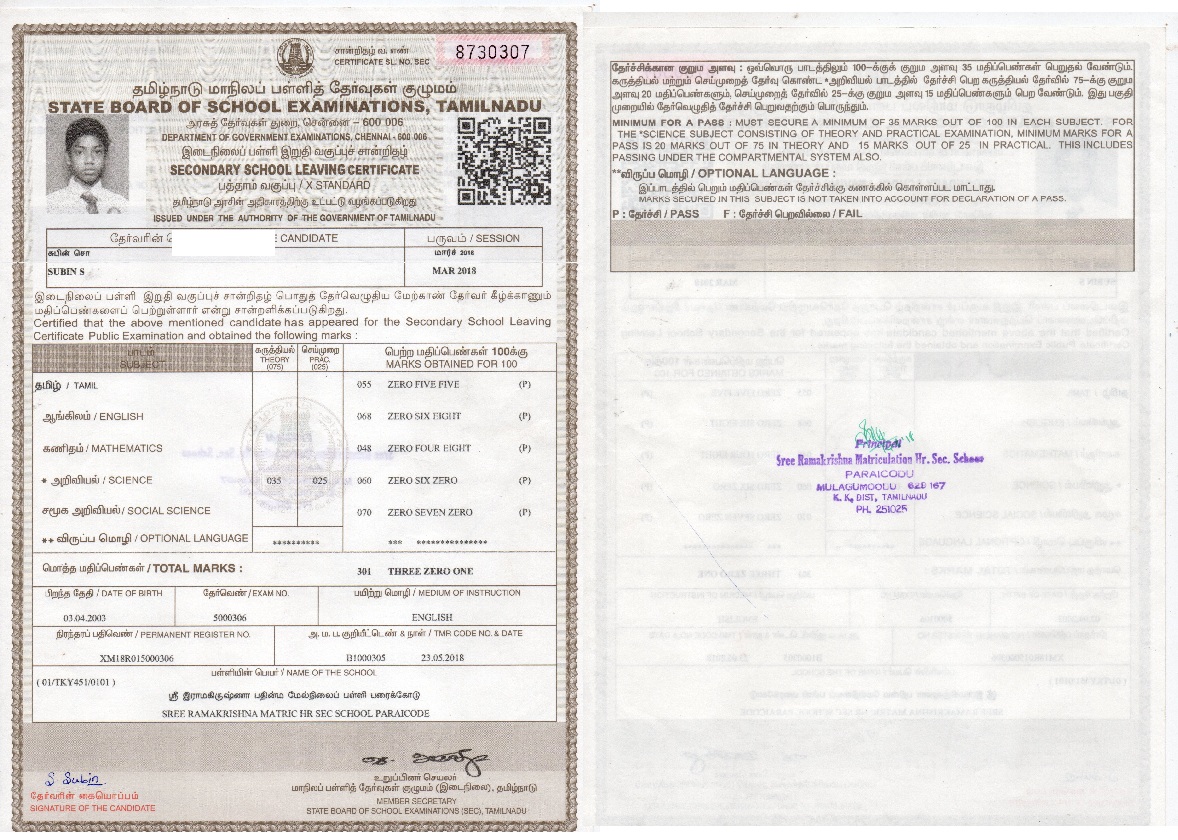 சான்றிதழ் வ. எண்
CERTIFICATE SL. NO. SEC
8730307
தமிழ்நாடு மாநிலப் பள்ளித் தேர்வுகள் குழுமம்
STATE BOARD OF SCHOOL EXAMINATIONS, TAMILNADU
அரசுத் தேர்வுகள் துறை, சென்னை – 600 006
DEPARTMENT OF GOVERNMENT EXAMINATIONS, CHENNAI - 600 006
இடைநிலைப் பள்ளி இறுதி வகுப்புச் சான்றிதழ்
SECONDARY SCHOOL LEAVING CERTIFICATE
பத்தாம் வகுப்பு / X STANDARD
தமிழ்நாடு அரசின் அதிகாரத்திற்கு உட்பட்டு வழங்கப்படுகிறது
ISSUED UNDER THE AUTHORITY OF THE GOVERNMENT OF TAMILNADU
தேர்வரின் CANDIDATE
பருவம் / SESSION
சுபின் சொ
மார்ச் 2018
SUBIN S
MAR 2018
இடைநிலைப் பள்ளி இறுதி வகுப்புச் சான்றிதழ் பொதுத் தேர்வெழுதிய மேற்காண் தேர்வர் கீழ்க்காணும்
மதிப்பெண்களைப் பெற்றுள்ளார் என்று சான்றளிக்கப்படுகிறது.
Certified that the above mentioned candidate has appeared for the Secondary School Leaving
Certificate Public Examination and obtained the following marks :
பாடம் கருத்தியல் செய்முறை பெற்ற மதிப்பெண்கள் 100க்கு
SUBJECT THEORY (075) PRAC. (025) MARKS OBTAINED FOR 100
தமிழ் / TAMIL 055 ZERO FIVE FIVE (P)
ஆங்கிலம் / ENGLISH 068 ZERO SIX EIGHT (P)
கணிதம் / MATHEMATICS 048 ZERO FOUR EIGHT (P)
* அறிவியல் / SCIENCE 035 025 060 ZERO SIX ZERO (P)
சமூக அறிவியல் / SOCIAL SCIENCE 070 ZERO SEVEN ZERO (P)
** விருப்ப மொழி / OPTIONAL LANGUAGE ********** *** ***************
மொத்த மதிப்பெண்கள் / TOTAL MARKS : 301 THREE ZERO ONE
பிறந்த தேதி / DATE OF BIRTH தேர்வெண் / EXAM NO. பயிற்று மொழி / MEDIUM OF INSTRUCTION
03.04.2003 5000306 ENGLISH
நிரந்தரப் பதிவெண் / PERMANENT REGISTER NO. அ. ம. ப. குறியீட்டெண் & நாள் / TMR CODE NO. & DATE
XM18R015000306 B1000305 23.05.2018
பள்ளியின் பெயர் / NAME OF THE SCHOOL
( 01/TKY451/0101 )
ஸ்ரீ இராமகிருஷ்ணா பதின்ம மேல்நிலைப் பள்ளி பரைக்கோடு
SREE RAMAKRISHNA MATRIC HR SEC SCHOOL PARAICODE
S Subin
தேர்வரின் கையொப்பம்
SIGNATURE OF THE CANDIDATE
உறுப்பினர் செயலர்
மாநிலப் பள்ளித் தேர்வுகள் குழுமம் (இடைநிலை), தமிழ்நாடு
MEMBER SECRETARY
STATE BOARD OF SCHOOL EXAMINATIONS (SEC), TAMILNADU
தேர்ச்சிக்கான குறும அளவு : ஒவ்வொரு பாடத்திலும் 100-க்குக் குறும அளவு 35 மதிப்பெண்கள் பெறுதல் வேண்டும்.
கருத்தியல் மற்றும் செய்முறைத் தேர்வு கொண்ட *அறிவியல் பாடத்தில் தேர்ச்சி பெற கருத்தியல் தேர்வில் 75-க்கு குறும
அளவு 20 மதிப்பெண்களும், செய்முறைத் தேர்வில் 25-க்கு குறும அளவு 15 மதிப்பெண்களும் பெற வேண்டும். இது பகுதி
முறையில் தேர்வெழுதித் தேர்ச்சி பெறுவதற்கும் பொருந்தும்.
MINIMUM FOR A PASS : MUST SECURE A MINIMUM OF 35 MARKS OUT OF 100 IN EACH SUBJECT. FOR
THE *SCIENCE SUBJECT CONSISTING OF THEORY AND PRACTICAL EXAMINATION, MINIMUM MARKS FOR A
PASS IS 20 MARKS OUT OF 75 IN THEORY AND 15 MARKS OUT OF 25 IN PRACTICAL. THIS INCLUDES
PASSING UNDER THE COMPARTMENTAL SYSTEM ALSO.
**விருப்ப மொழி / OPTIONAL LANGUAGE :
இப்பாடத்தில் பெறும் மதிப்பெண்கள் தேர்ச்சிக்கு கணக்கில் கொள்ளப்பட மாட்டாது.
MARKS SECURED IN THIS SUBJECT IS NOT TAKEN INTO ACCOUNT FOR DECLARATION OF A PASS.
P : தேர்ச்சி / PASS F : தேர்ச்சி பெறவில்லை / FAIL
Principal
Sree Ramakrishna Matriculation Hr. Sec. School
PARAICODU
MULAGUMOODU 629 167
K. K. DIST, TAMILNADU
PH. 251025